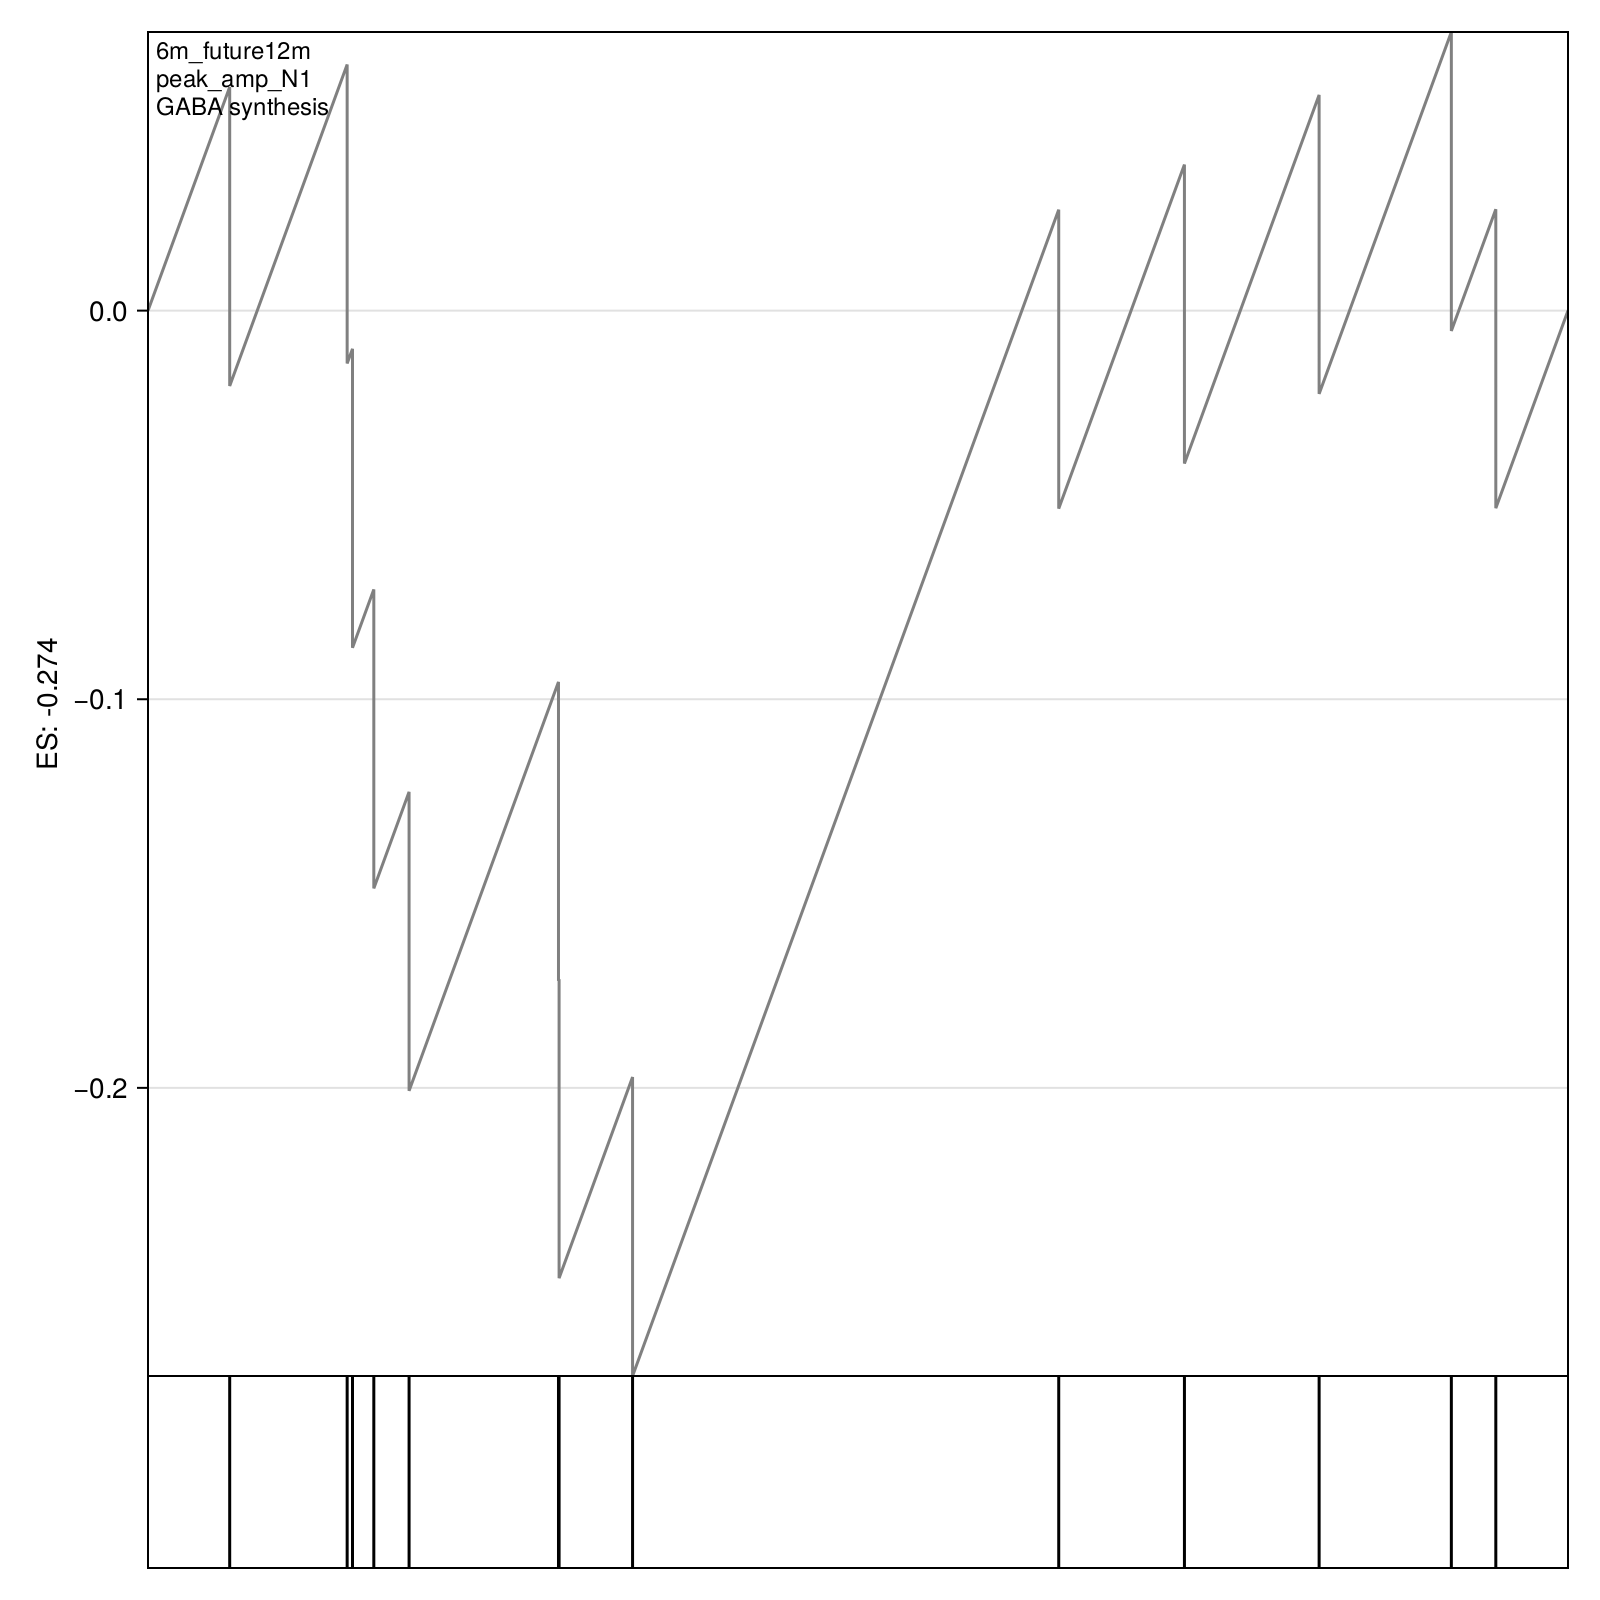 6m_future12m
peak_amp_N1
GABA synthesis
0.0
−0.1
−0.2
ES: -0.274